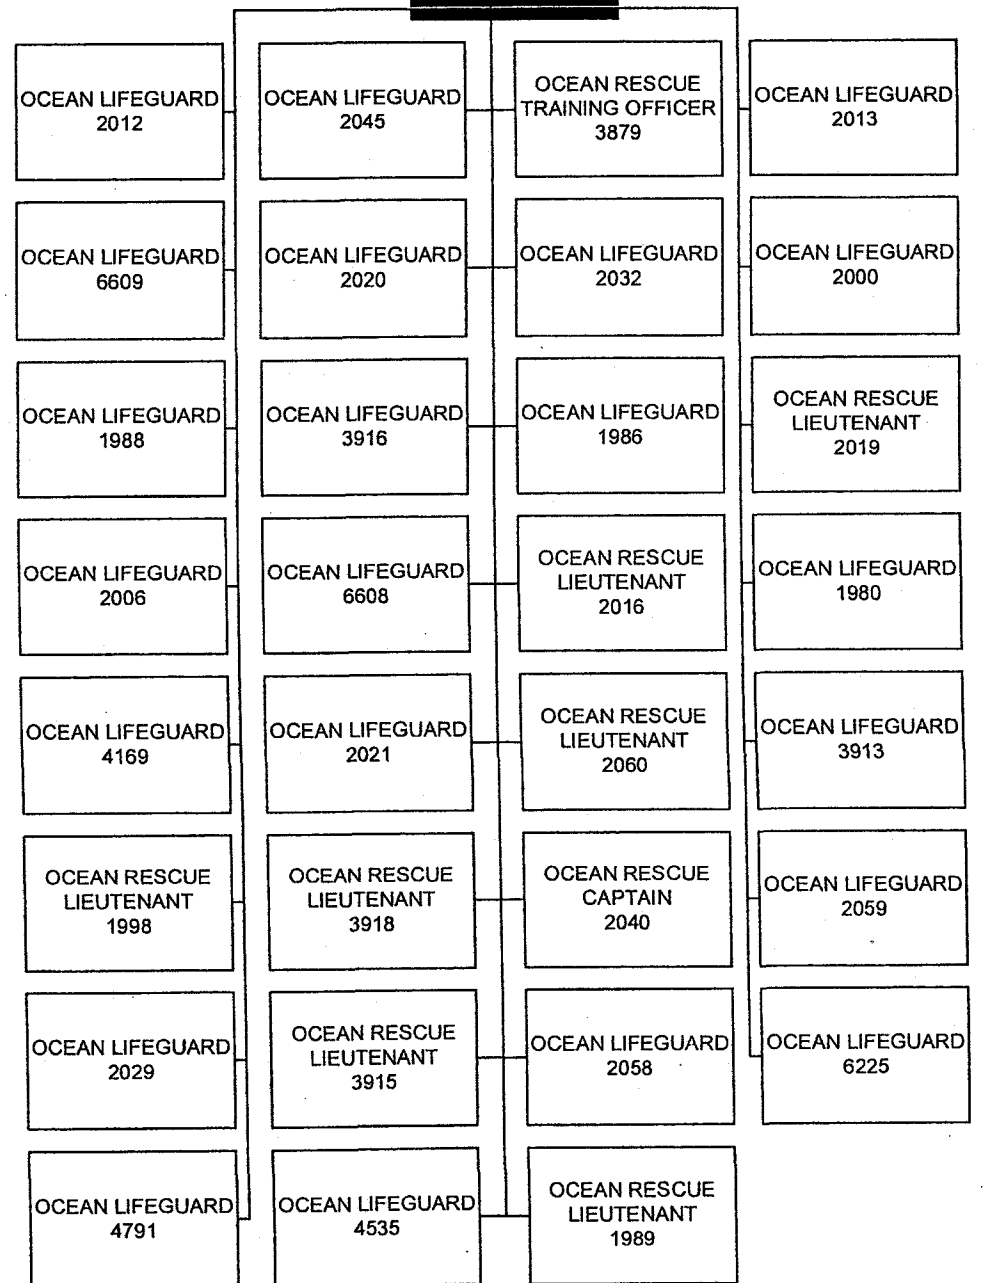 OCEAN LIFEGUARD
2012
OCEAN LIFEGUARD
2045
OCEAN RESCUE
TRAINING OFFICER
3879
OCEAN LIFEGUARD
2013
OCEAN LIFEGUARD
6609
OCEAN LIFEGUARD
2020
OCEAN LIFEGUARD
2032
OCEAN LIFEGUARD
2000
OCEAN LIFEGUARD
1988
OCEAN LIFEGUARD
3916
OCEAN LIFEGUARD
1986
OCEAN RESCUE
LIEUTENANT
2019
OCEAN LIFEGUARD
2006
OCEAN LIFEGUARD
6608
OCEAN RESCUE
LIEUTENANT
2016
OCEAN LIFEGUARD
1980
OCEAN LIFEGUARD
4169
OCEAN LIFEGUARD
2021
OCEAN RESCUE
LIEUTENANT
2060
OCEAN LIFEGUARD
3913
OCEAN RESCUE
LIEUTENANT
1998
OCEAN RESCUE
LIEUTENANT
3918
OCEAN RESCUE
CAPTAIN
2040
OCEAN LIFEGUARD
2059
OCEAN LIFEGUARD
2029
OCEAN RESCUE
LIEUTENANT
3915
OCEAN LIFEGUARD
2058
OCEAN LIFEGUARD
6225
OCEAN LIFEGUARD
4791
OCEAN LIFEGUARD
4535
OCEAN RESCUE
LIEUTENANT
1989